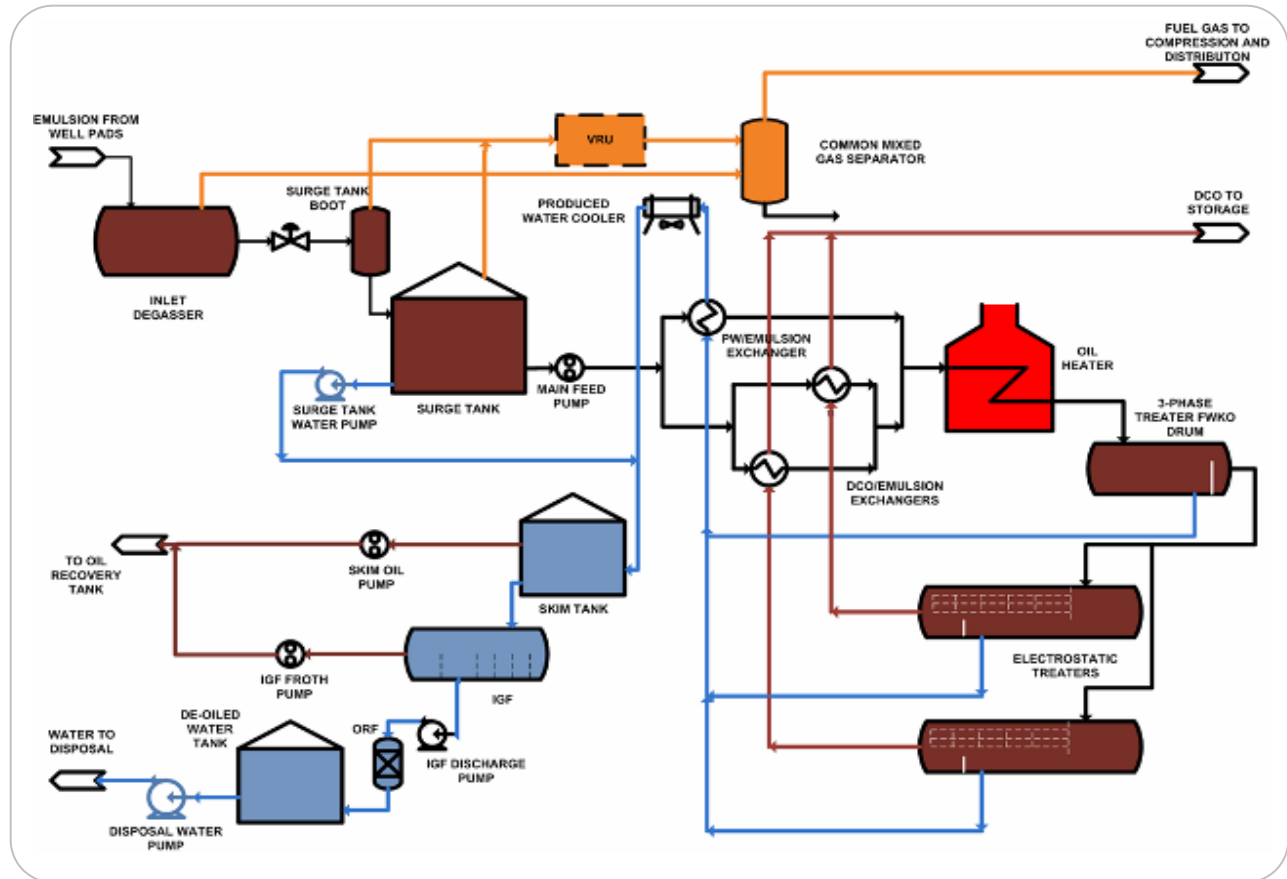 FUEL GAS TO
COMPRESSION AND
DISTRIBUTON
EMULSION FROM
WELL PADS
VRU
COMMON MIXED
GAS SEPARATOR
SURGE TANK
BOOT
PRODUCED
WATER COOLER
DCO TO
STORAGE
INLET
DEGASSER
PW/EMULSION
EXCHANGER
OIL
HEATER
MAIN FEED
PUMP
SURGE TANK
SURGE TANK
WATER PUMP
3-PHASE
TREATER FWKO
DRUM
DCO/EMULSION
EXCHANGERS
TO OIL
RECOVERY
TANK
SKIM OIL
PUMP
SKIM TANK
IGF FROTH
PUMP
IGF
ELECTROSTATIC
TREATERS
DE-OILED
WATER
TANK
WATER TO
DISPOSAL
ORF
IGF DISCHARGE
PUMP
DISPOSAL WATER
PUMP